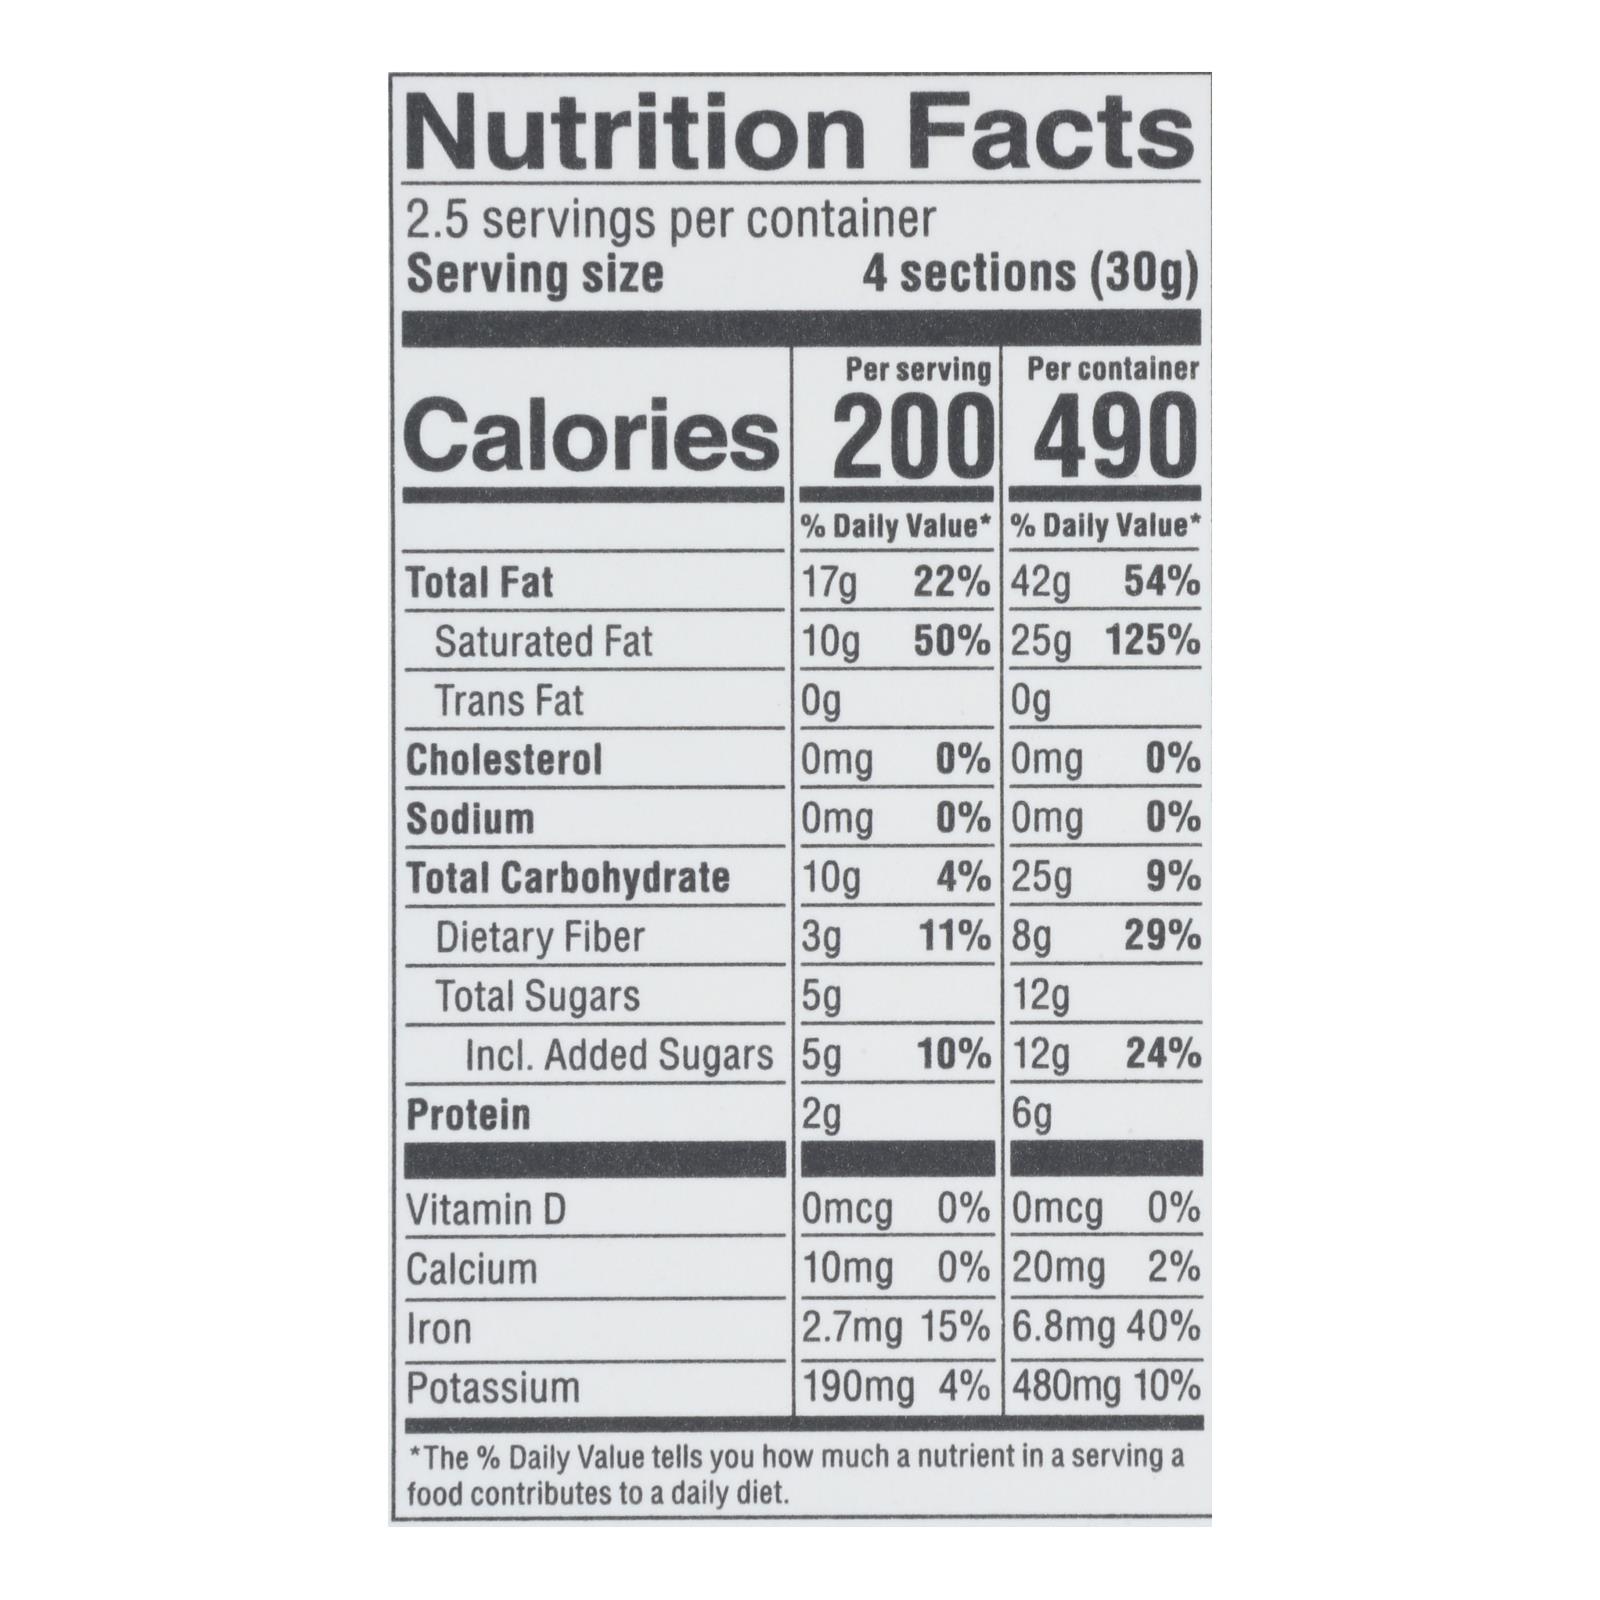 Nutrition Facts
2.5 servings per container
Serving size 4 sections (30g)
Per serving Per container
Calories 200 490
% Daily Value* % Daily Value*
Total Fat 17g 22% 42g 54%
Saturated Fat 10g 50% 25g 125%
Trans Fat 0g 0g
Cholesterol 0mg 0% 0mg 0%
Sodium 0mg 0% 0mg 0%
Total Carbohydrate 10g 4% 25g 9%
Dietary Fiber 3g 11% 8g 29%
Total Sugars 5g 12g
Incl. Added Sugars 5g 10% 12g 24%
Protein 2g 6g
Vitamin D 0mcg 0% 0mcg 0%
Calcium 10mg 0% 20mg 2%
Iron 2.7mg 15% 6.8mg 40%
Potassium 190mg 4% 480mg 10%
*The % Daily Value tells you how much a nutrient in a serving a
food contributes to a daily diet.